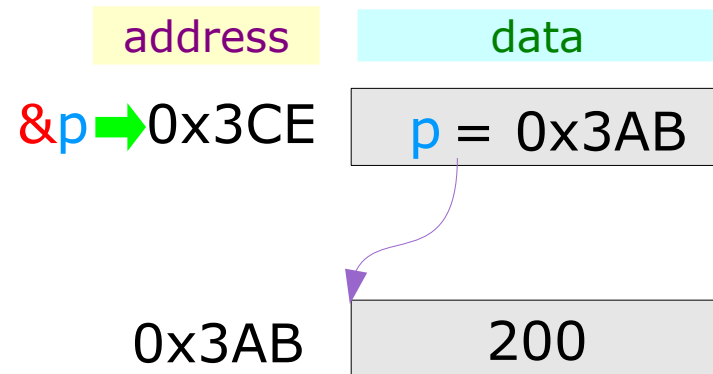 address data
&p 0x3CE p = 0x3AB
0x3AB 200